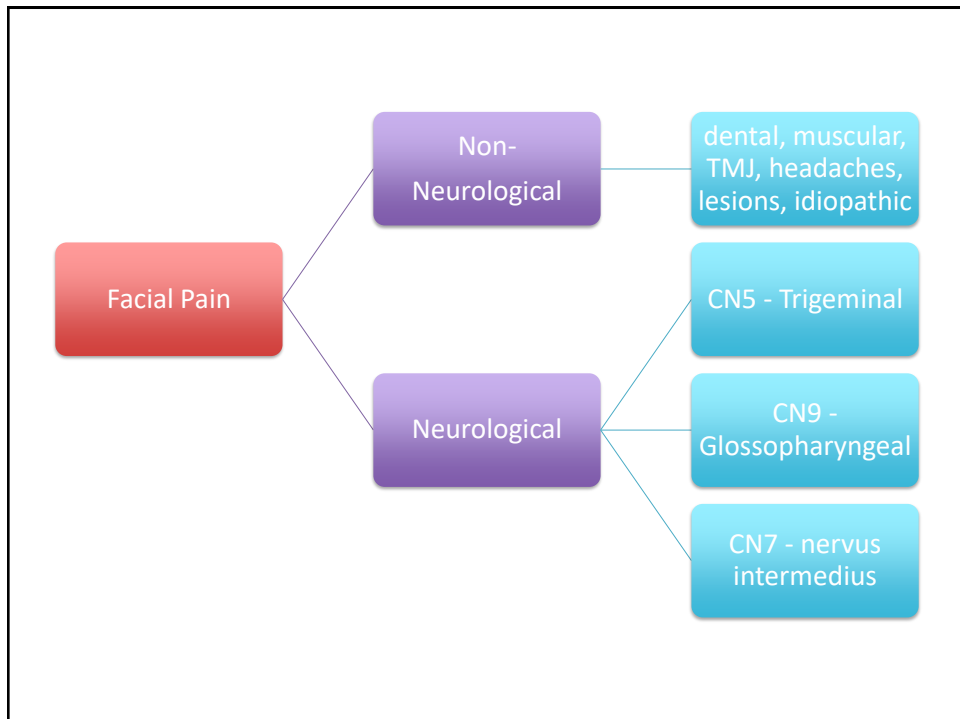 Facial Pain
Non-
Neurological
dental, muscular,
TMJ, headaches,
lesions, idiopathic
Neurological
CN5 - Trigeminal
CN9 -
Glossopharyngeal
CN7 - nervus
intermedius